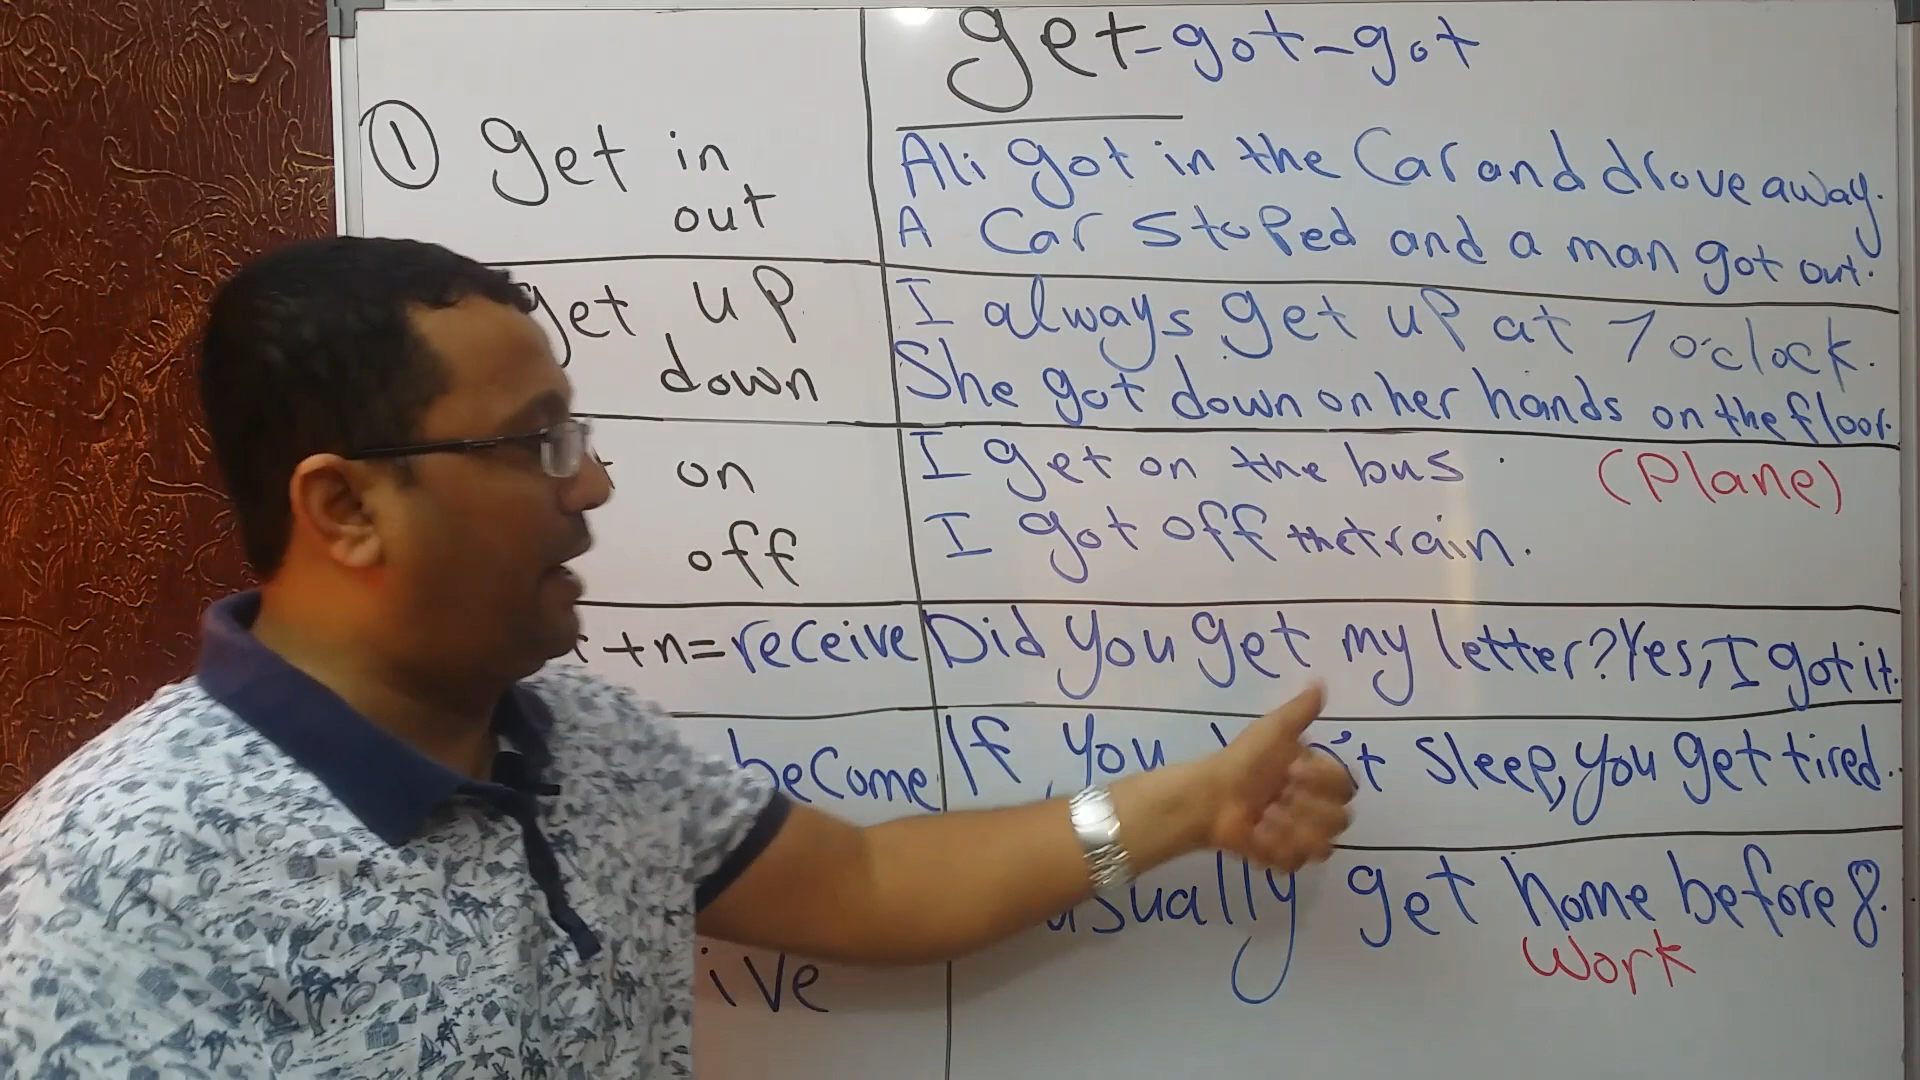 get-got-got
① get in
out
Ali got in the Car and drove away.
A Car stoped and a man got out.
get up
down
I always get up at 7 o'clock.
She got down on her hands on the floor.
on
off
I get on the bus. (Plane)
I got off the train.
+n=receive
Did you get my letter? Yes, I got it.
become
If you sleep, you get tired.
usually get home before 8.
work
ive